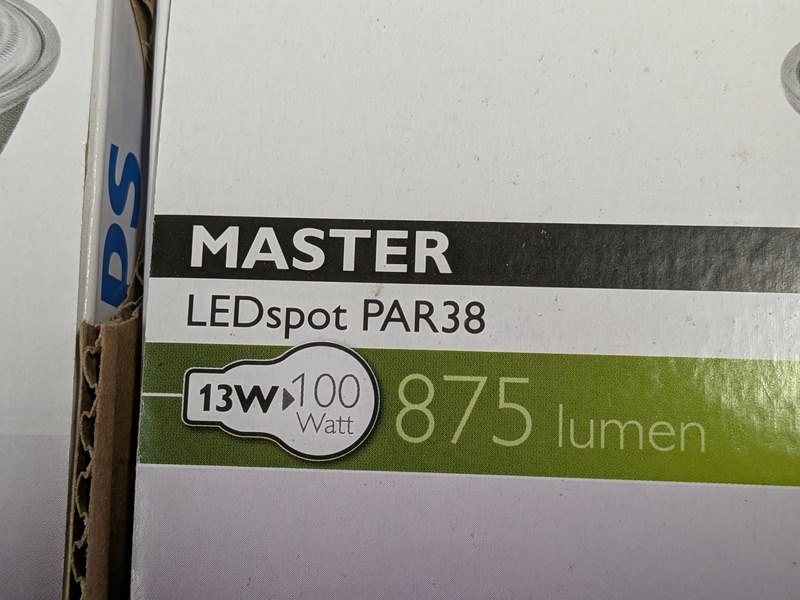 MASTER
LEDspot PAR38
13W 100
Watt
875 lumen